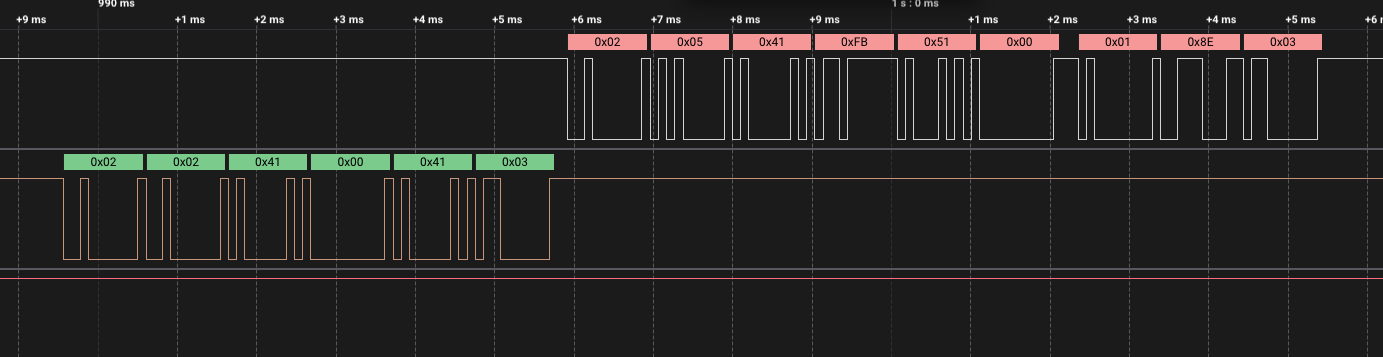 990 ms 1 s : 0 ms
+9 ms +1 ms +2 ms +3 ms +4 ms +5 ms +6 ms +7 ms +8 ms +9 ms +1 ms +2 ms +3 ms +4 ms +5 ms +6 m
0x02 0x05 0x41 0xFB 0x51 0x00 0x01 0x8E 0x03
0x02 0x02 0x41 0x00 0x41 0x03